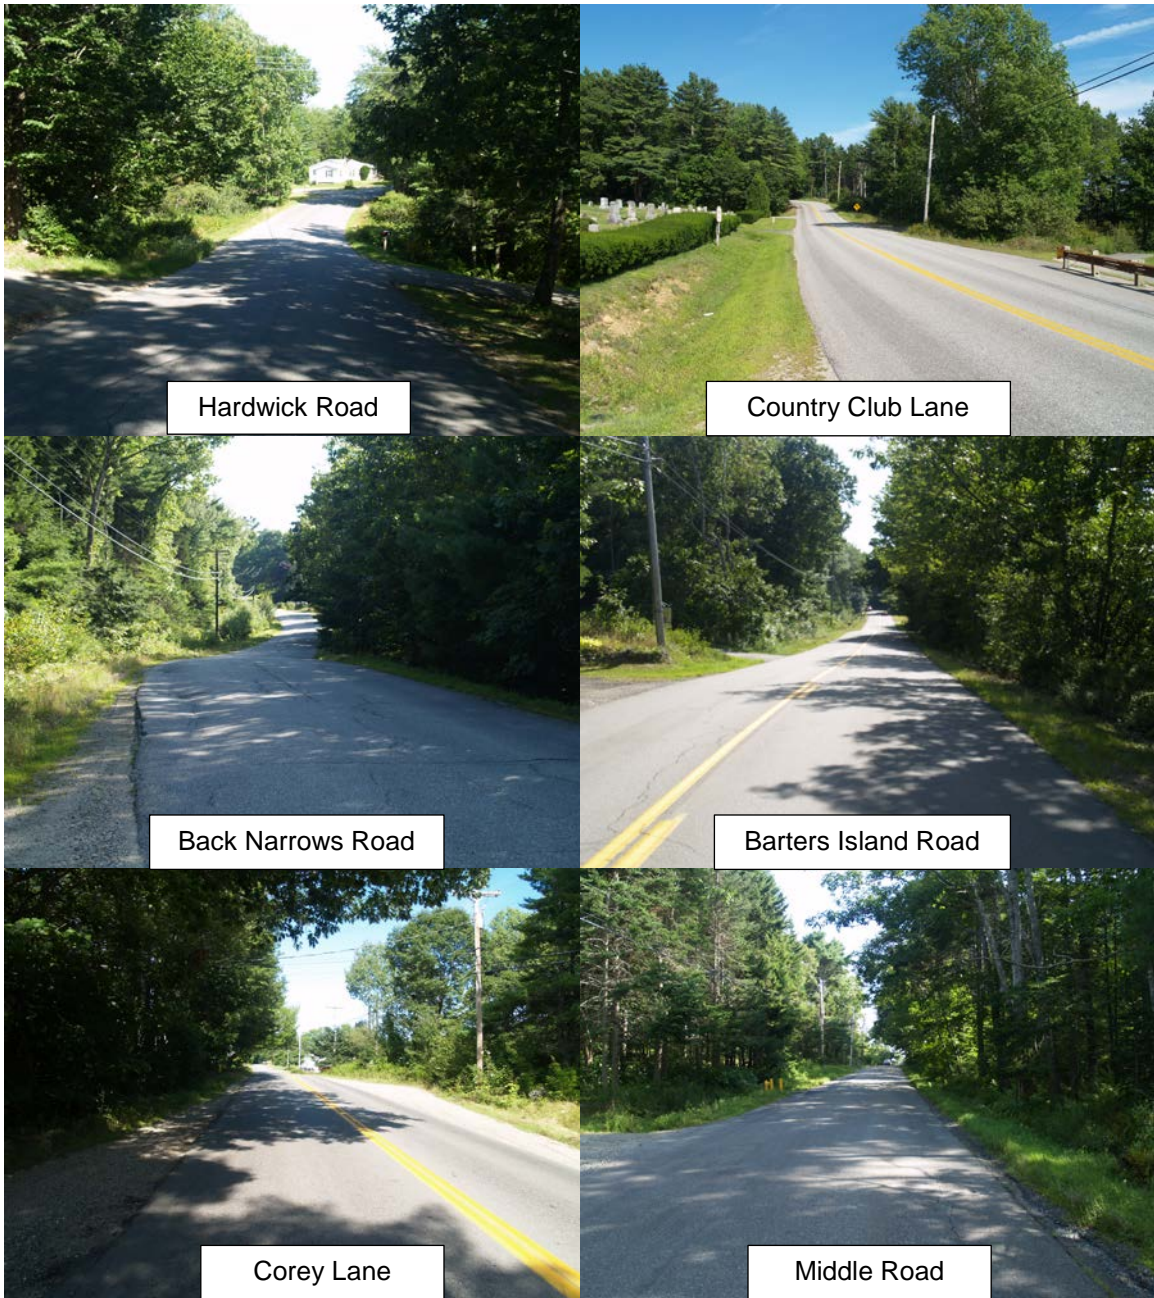 Hardwick Road
Country Club Lane
Back Narrows Road
Barters Island Road
Corey Lane
Middle Road